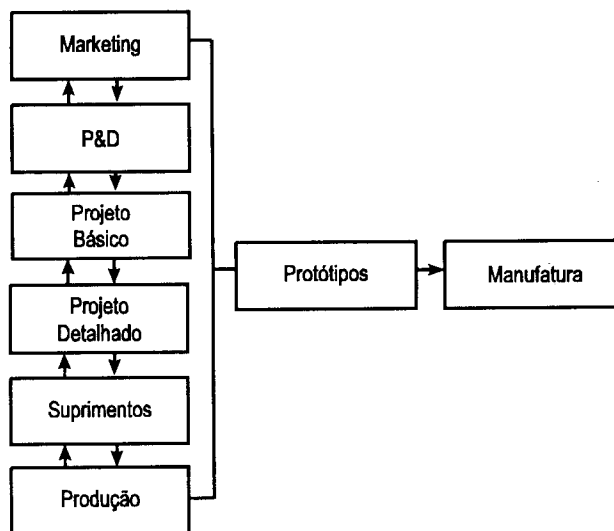 Marketing
P&D
Projeto
Básico
Projeto
Detalhado
Suprimentos
Produção
Protótipos
Manufatura